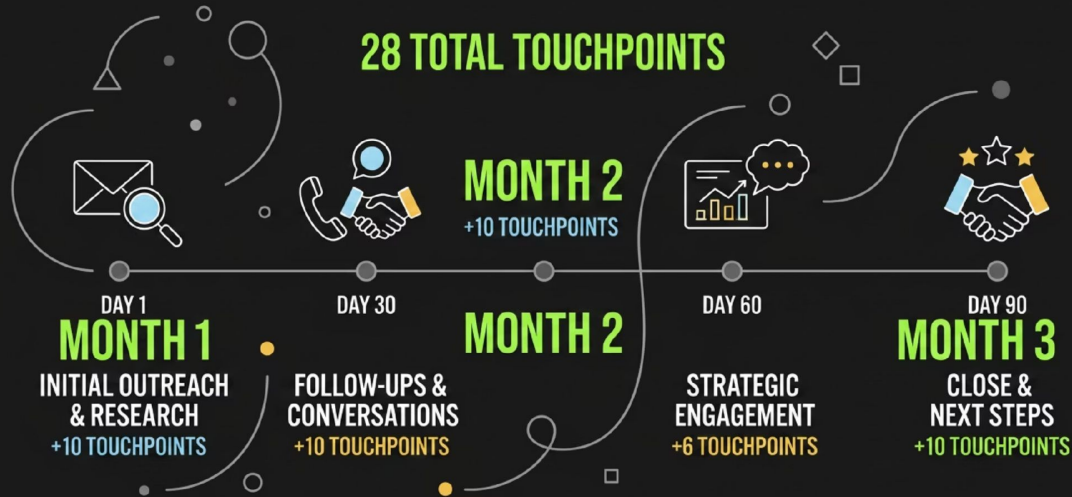 28 TOTAL TOUCHPOINTS
MONTH 2
+10 TOUCHPOINTS
DAY 1
MONTH 1
INITIAL OUTREACH
& RESEARCH
+10 TOUCHPOINTS
DAY 30
FOLLOW-UPS &
CONVERSATIONS
+10 TOUCHPOINTS
MONTH 2
DAY 60
STRATEGIC
ENGAGEMENT
+6 TOUCHPOINTS
DAY 90
MONTH 3
CLOSE &
NEXT STEPS
+10 TOUCHPOINTS